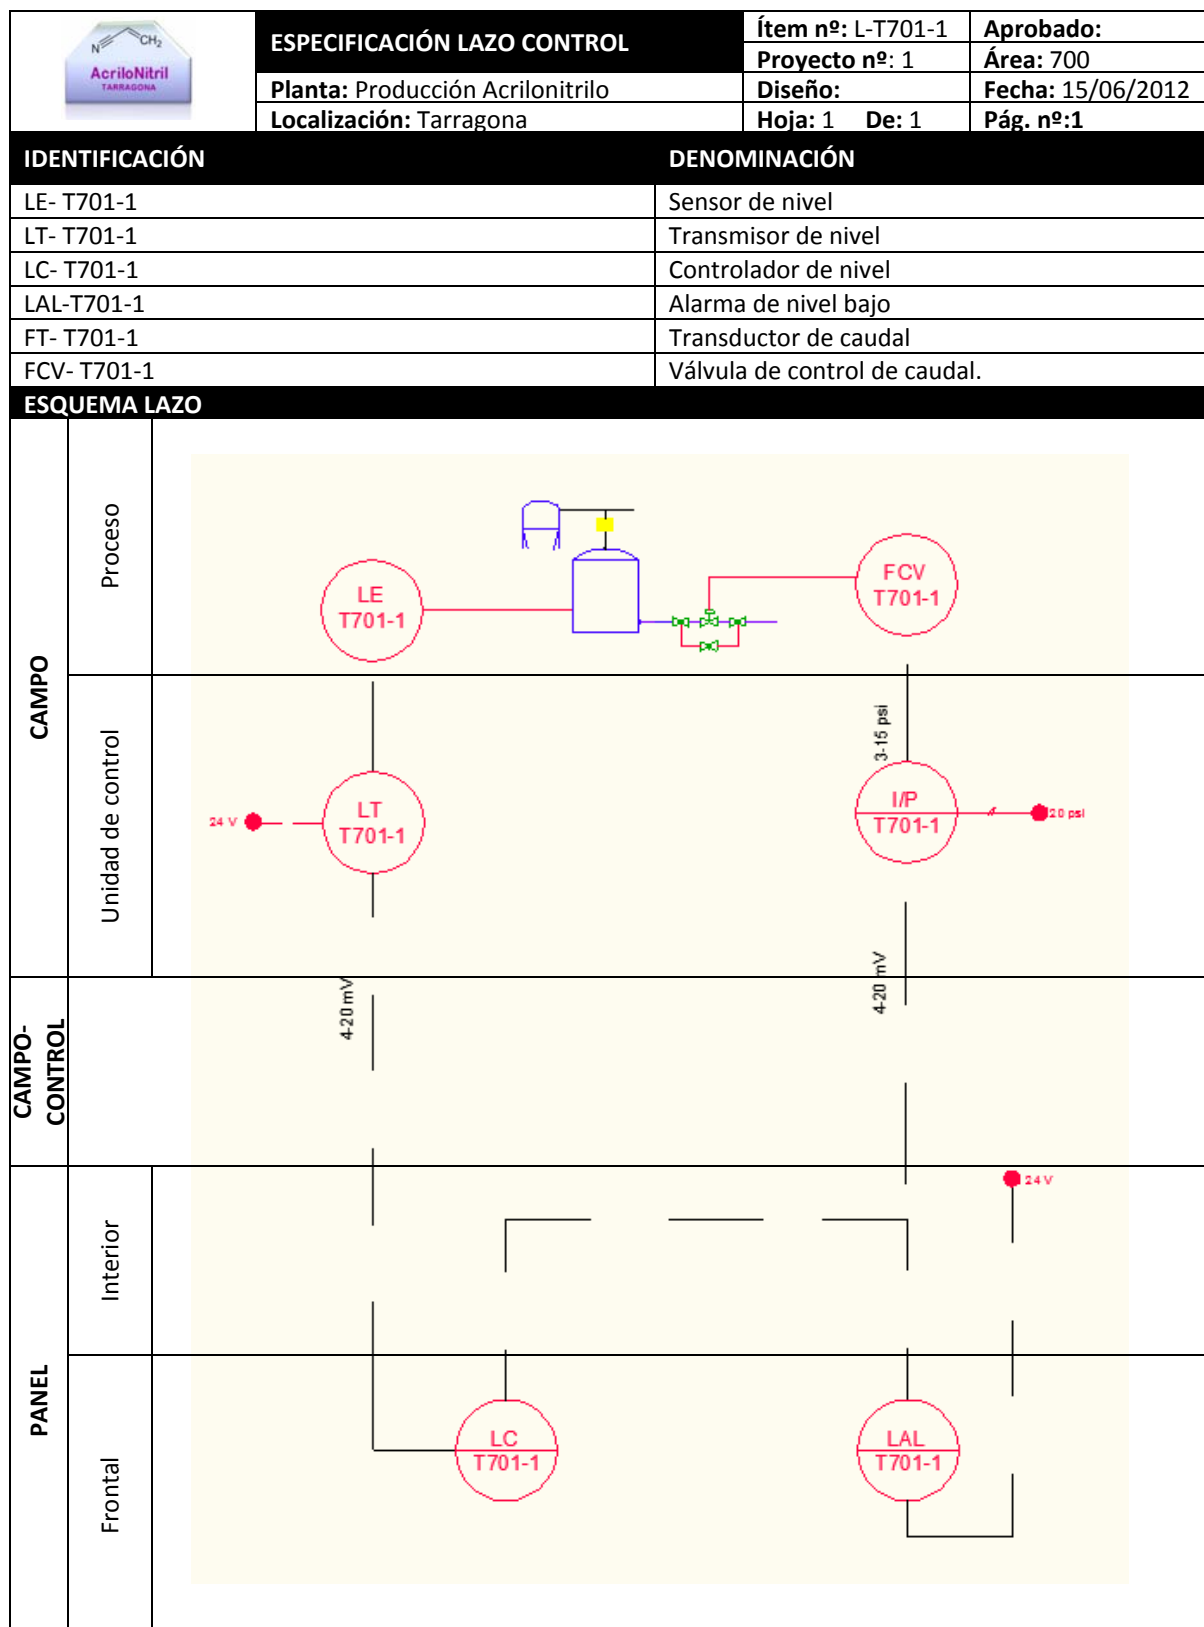 N CH2
AcriloNitril
TARRAGONA
ESPECIFICACIÓN LAZO CONTROL
Ítem nº: L-T701-1
Aprobado:
Proyecto nº: 1
Área: 700
Planta: Producción Acrilonitrilo
Diseño:
Fecha: 15/06/2012
Localización: Tarragona
Hoja: 1 De: 1
Pág. nº:1
IDENTIFICACIÓN
DENOMINACIÓN
LE- T701-1
Sensor de nivel
LT- T701-1
Transmisor de nivel
LC- T701-1
Controlador de nivel
LAL-T701-1
Alarma de nivel bajo
FT- T701-1
Transductor de caudal
FCV- T701-1
Válvula de control de caudal.
ESQUEMA LAZO
CAMPO
Proceso
LE
T701-1
FCV
T701-1
Unidad de control
3-15 psi
24 V
LT
T701-1
I/P
T701-1
20 psi
4-20 mV
4-20 mV
CAMPO-
CONTROL
PANEL
Interior
24 V
Frontal
LC
T701-1
LAL
T701-1